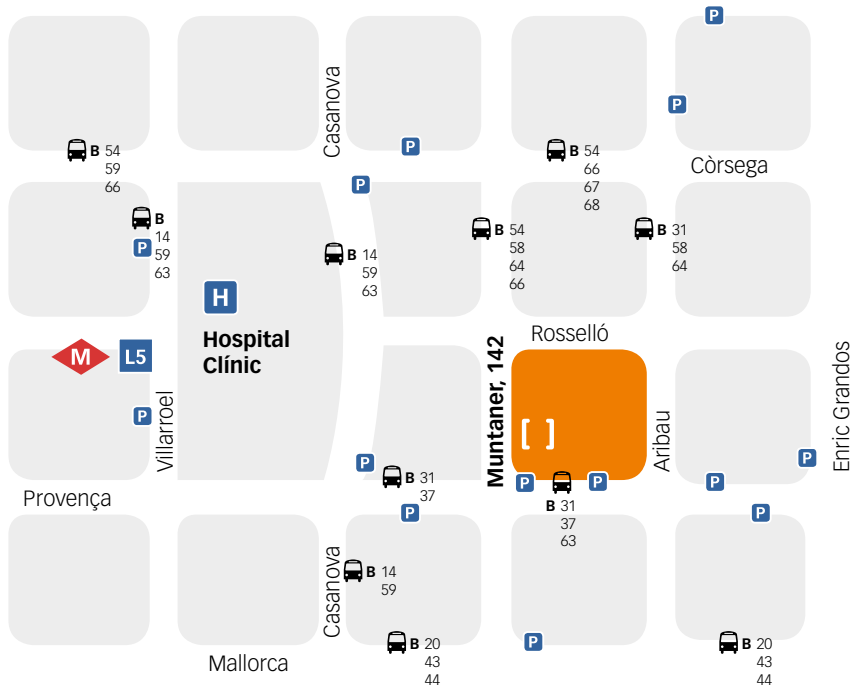 P
Casanova
P
P
B 54
59
66
B 54
66
67
68
Còrsega
P
B
14
59
63
P
B 14
59
63
B 54
58
64
66
B 31
58
64
H
Hospital
Clínic
Rosselló
M
L5
Muntaner, 142
Enric Grandos
P
Villarroel
[ ]
Aribau
P
P
B 31
37
P
P
P
Provença
P
P
B 31
37
63
Casanova
B 14
59
P
B 20
43
44
B 20
43
44
Mallorca